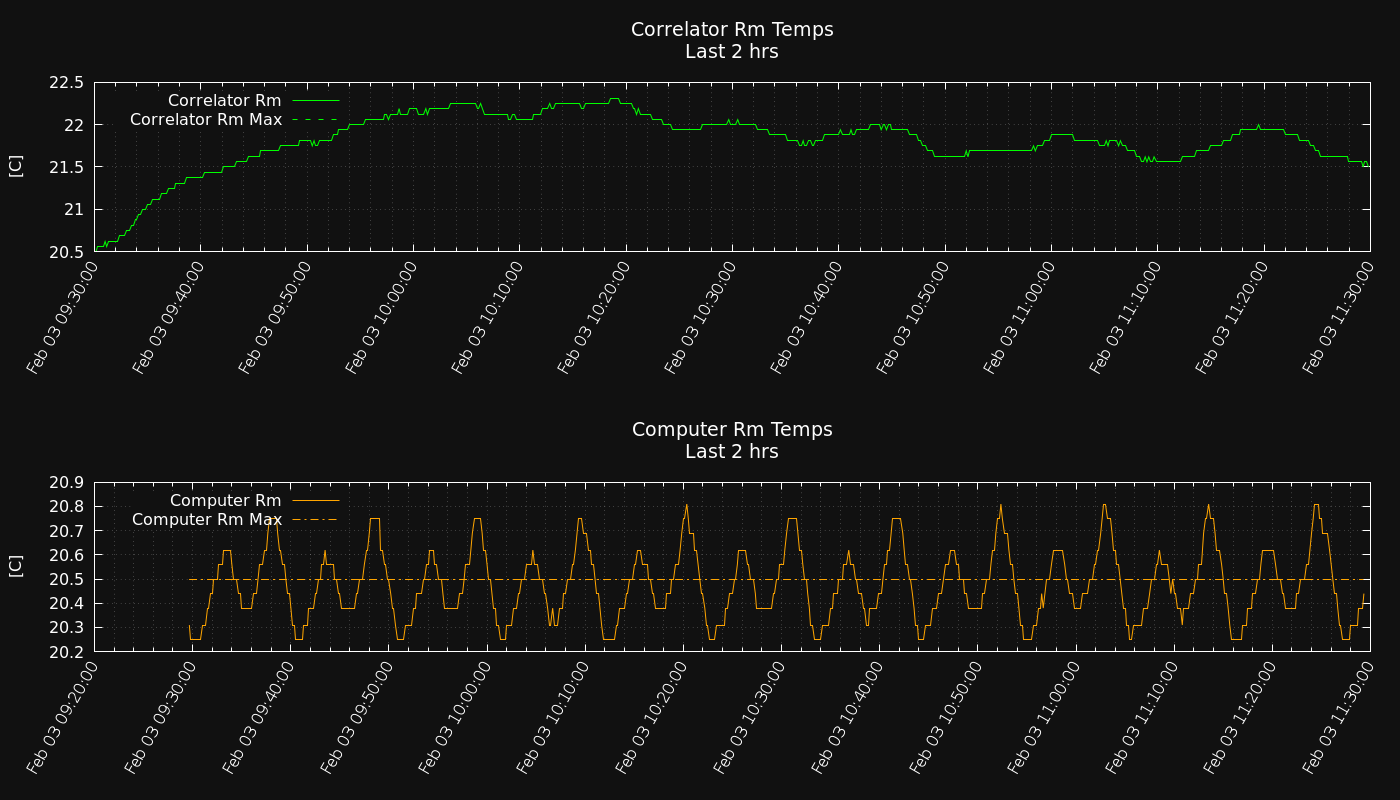 Correlator Rm Temps
Last 2 hrs
22.5
22
21.5
21
20.5
[C]
Correlator Rm
Correlator Rm Max
Feb 03 09:30:00
Feb 03 09:40:00
Feb 03 09:50:00
Feb 03 10:00:00
Feb 03 10:10:00
Feb 03 10:20:00
Feb 03 10:30:00
Feb 03 10:40:00
Feb 03 10:50:00
Feb 03 11:00:00
Feb 03 11:10:00
Feb 03 11:20:00
Feb 03 11:30:00
Computer Rm Temps
Last 2 hrs
20.9
20.8
20.7
20.6
20.5
20.4
20.3
20.2
[C]
Computer Rm
Computer Rm Max
Feb 03 09:20:00
Feb 03 09:30:00
Feb 03 09:40:00
Feb 03 09:50:00
Feb 03 10:00:00
Feb 03 10:10:00
Feb 03 10:20:00
Feb 03 10:30:00
Feb 03 10:40:00
Feb 03 10:50:00
Feb 03 11:00:00
Feb 03 11:10:00
Feb 03 11:20:00
Feb 03 11:30:00